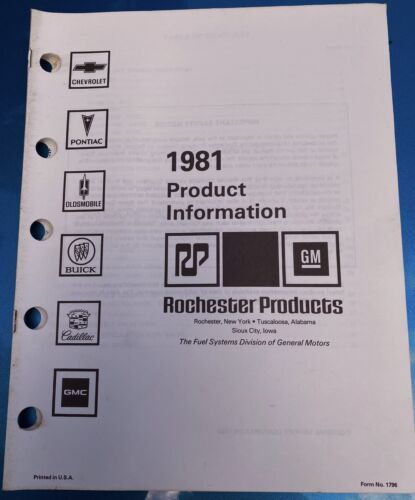 CHEVROLET
PONTIAC
OLDSMOBILE
BUICK
Cadillac
GMC
1981
Product
Information
RP
GM
Rochester Products
Rochester, New York • Tuscaloosa, Alabama
Sioux City, Iowa
The Fuel Systems Division of General Motors
Printed in U.S.A.
Form No. 1796